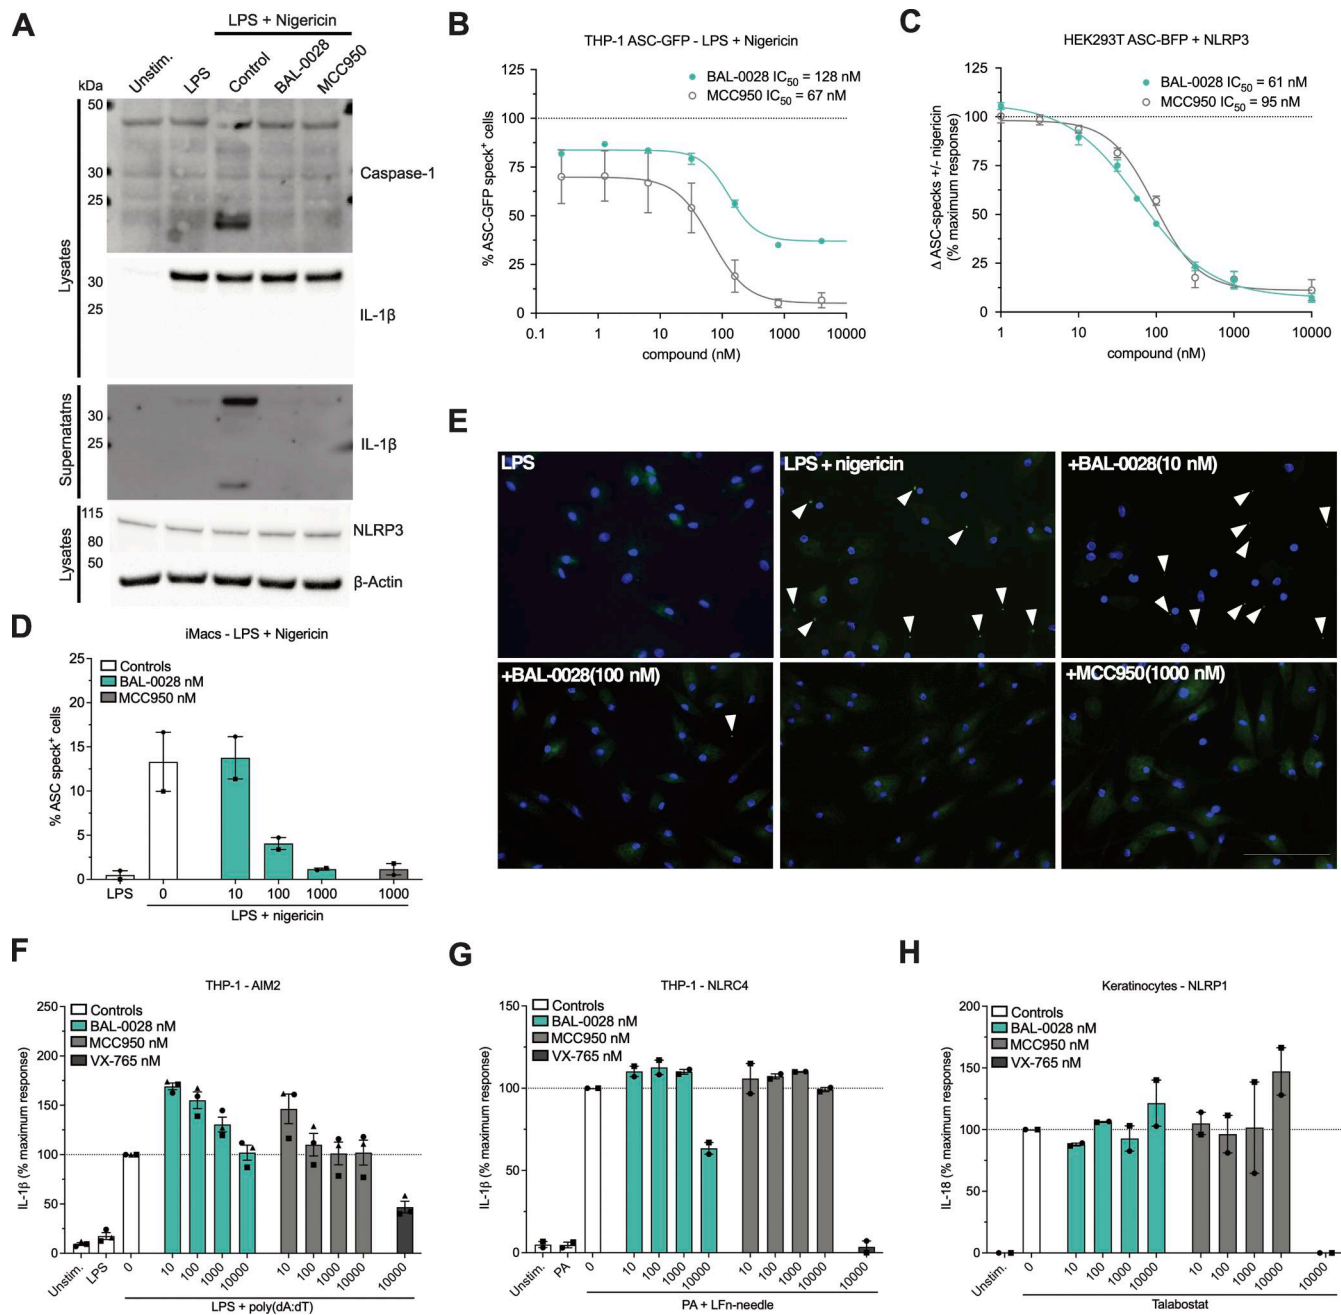 A
LPS + Nigericin
Unstim.
LPS
Control
BAL-0028
MCC950
kDa
50
30
25
Caspase-1
30
25
IL-1β
Lysates
30
25
IL-1β
Supernatatns
115
80
50
NLRP3
β-Actin
Lysates
B
THP-1 ASC-GFP - LPS + Nigericin
BAL-0028 IC50 = 128 nM
MCC950 IC50 = 67 nM
% ASC-GFP speck+ cells
125
100
75
50
25
0
0.1 1 10 100 1000 10000
compound (nM)
C
HEK293T ASC-BFP + NLRP3
BAL-0028 IC50 = 61 nM
MCC950 IC50 = 95 nM
Δ ASC-specks +/- nigericin
(% maximum response)
125
100
75
50
25
0
1 10 100 1000 10000
compound (nM)
D
iMacs - LPS + Nigericin
Controls
BAL-0028 nM
MCC950 nM
% ASC speck+ cells
25
20
15
10
5
0
LPS 0 10 100 1000 1000
LPS + nigericin
E
LPS
LPS + nigericin
+BAL-0028(10 nM)
+BAL-0028(100 nM)
+MCC950(1000 nM)
F
THP-1 - AIM2
Controls
BAL-0028 nM
MCC950 nM
VX-765 nM
IL-1β (% maximum response)
250
200
150
100
50
0
Unstim. LPS 0 10 100 1000 10000 10 100 1000 10000 10000
LPS + poly(dA:dT)
G
THP-1 - NLRC4
Controls
BAL-0028 nM
MCC950 nM
VX-765 nM
IL-1β (% maximum response)
150
100
50
0
Unstim. PA 0 10 100 1000 10000 10 100 1000 10000 10000
PA + LFn-needle
H
Keratinocytes - NLRP1
Controls
BAL-0028 nM
MCC950 nM
VX-765 nM
IL-18 (% maximum response)
200
150
100
50
0
Unstim. 0 10 100 1000 10000 10 100 1000 10000 10000
Talabostat